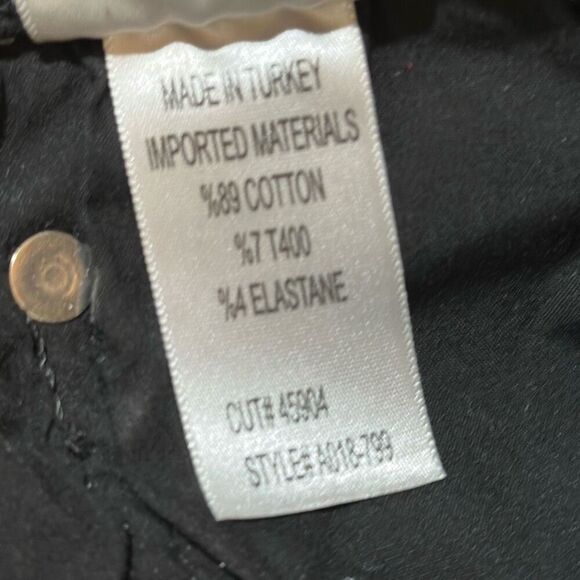 MADE IN TURKEY
IMPORTED MATERIALS
%89 COTTON
%7 T400
%4 ELASTANE
CUT# 45904
STYLE# A018-799